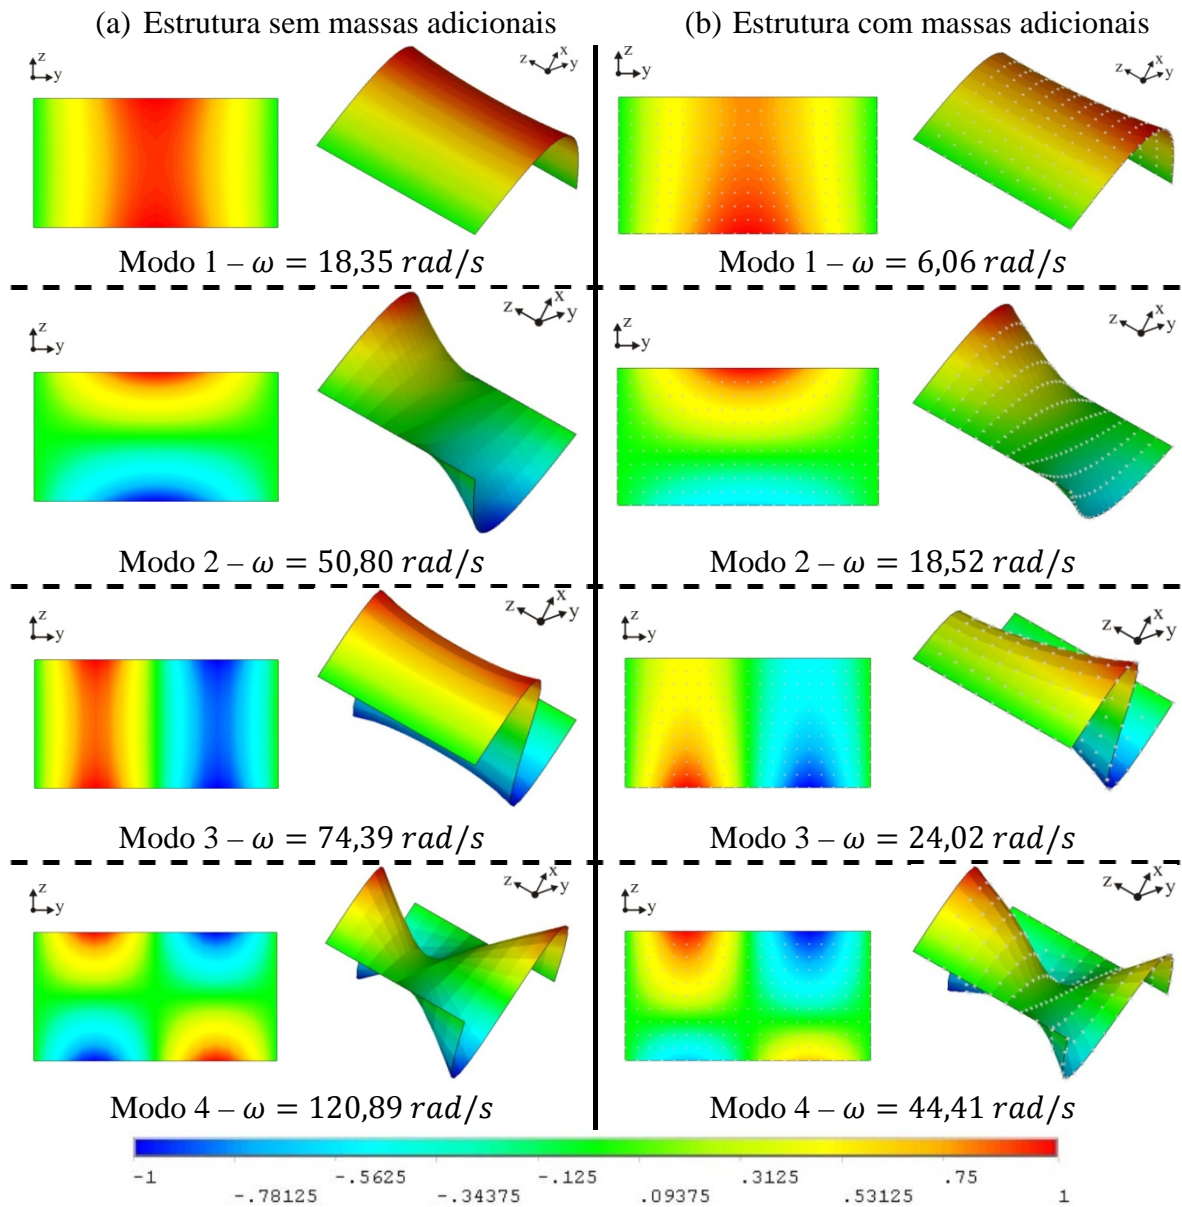 (a) Estrutura sem massas adicionais
(b) Estrutura com massas adicionais
z
y
z
x
y
z
y
z
x
y
Modo 1 – ω = 18,35 rad/s
Modo 1 – ω = 6,06 rad/s
z
y
z
x
y
z
y
z
x
y
Modo 2 – ω = 50,80 rad/s
Modo 2 – ω = 18,52 rad/s
z
y
z
x
y
z
y
z
x
y
Modo 3 – ω = 74,39 rad/s
Modo 3 – ω = 24,02 rad/s
z
y
z
x
y
z
y
z
x
y
Modo 4 – ω = 120,89 rad/s
Modo 4 – ω = 44,41 rad/s
-1 -.5625 -.125 .3125 .75
-.78125 -.34375 .09375 .53125 1